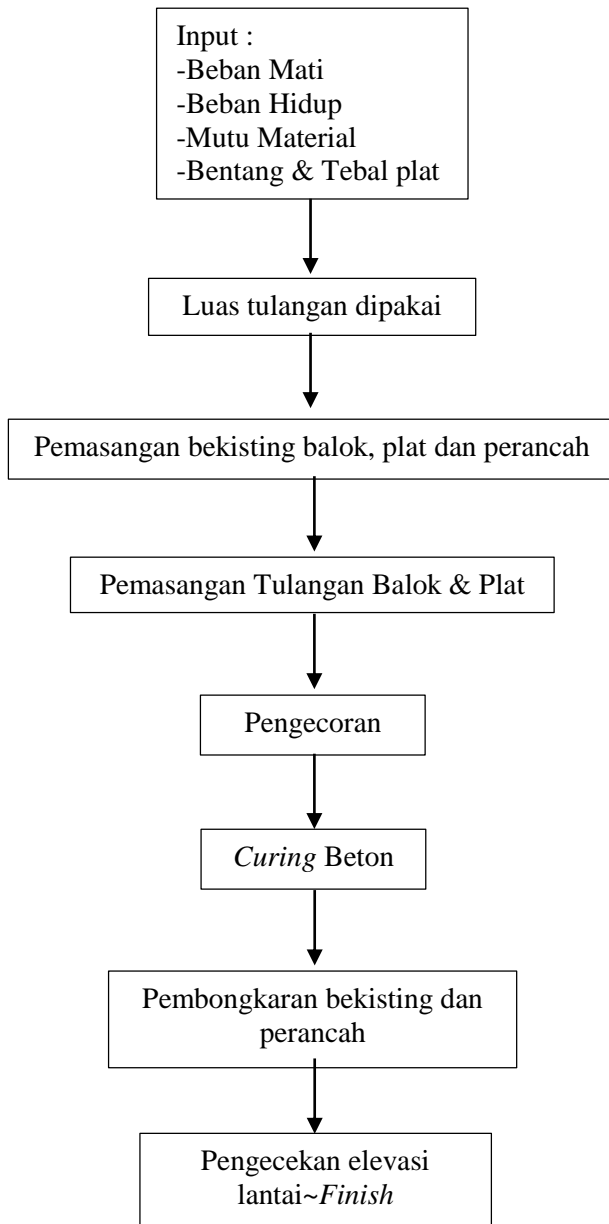 Input :
-Beban Mati
-Beban Hidup
-Mutu Material
-Bentang & Tebal plat
Luas tulangan dipakai
Pemasangan bekisting balok, plat dan perancah
Pemasangan Tulangan Balok & Plat
Pengecoran
Curing Beton
Pembongkaran bekisting dan
perancah
Pengecekan elevasi
lantai~Finish